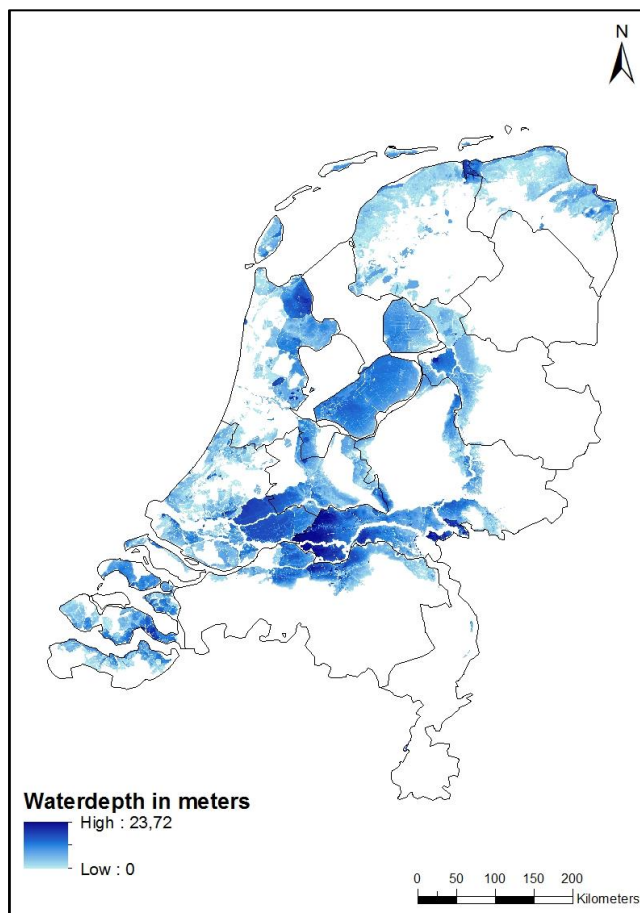 N
Waterdepth in meters
High : 23,72
Low : 0
0 50 100 150 200
Kilometers